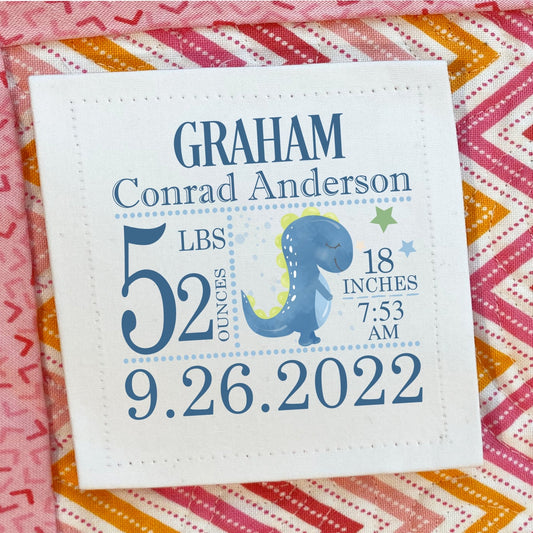 GRAHAM
Conrad Anderson
5 LBS
2 OUNCES
18
INCHES
7:53
AM
9.26.2022